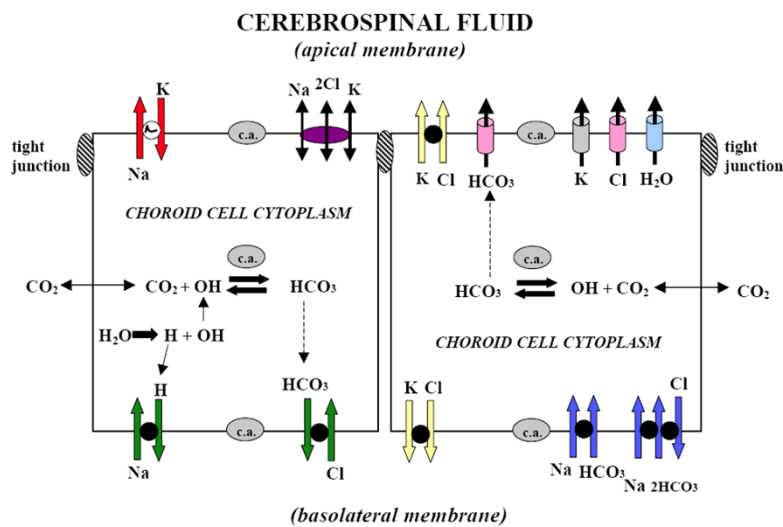 CEREBROSPINAL FLUID
(apical membrane)
K
Na
2Cl
K
tight
junction
c.a.
c.a.
tight
junction
Na
K
Cl
HCO3
K
Cl
H2O
CHOROID CELL CYTOPLASM
c.a.
c.a.
CO2
CO2 + OH
HCO3
HCO3
OH + CO2
CO2
H2O
H + OH
CHOROID CELL CYTOPLASM
H
HCO3
K
Cl
Cl
c.a.
c.a.
Na
Cl
Na
HCO3
Na
2HCO3
(basolateral membrane)